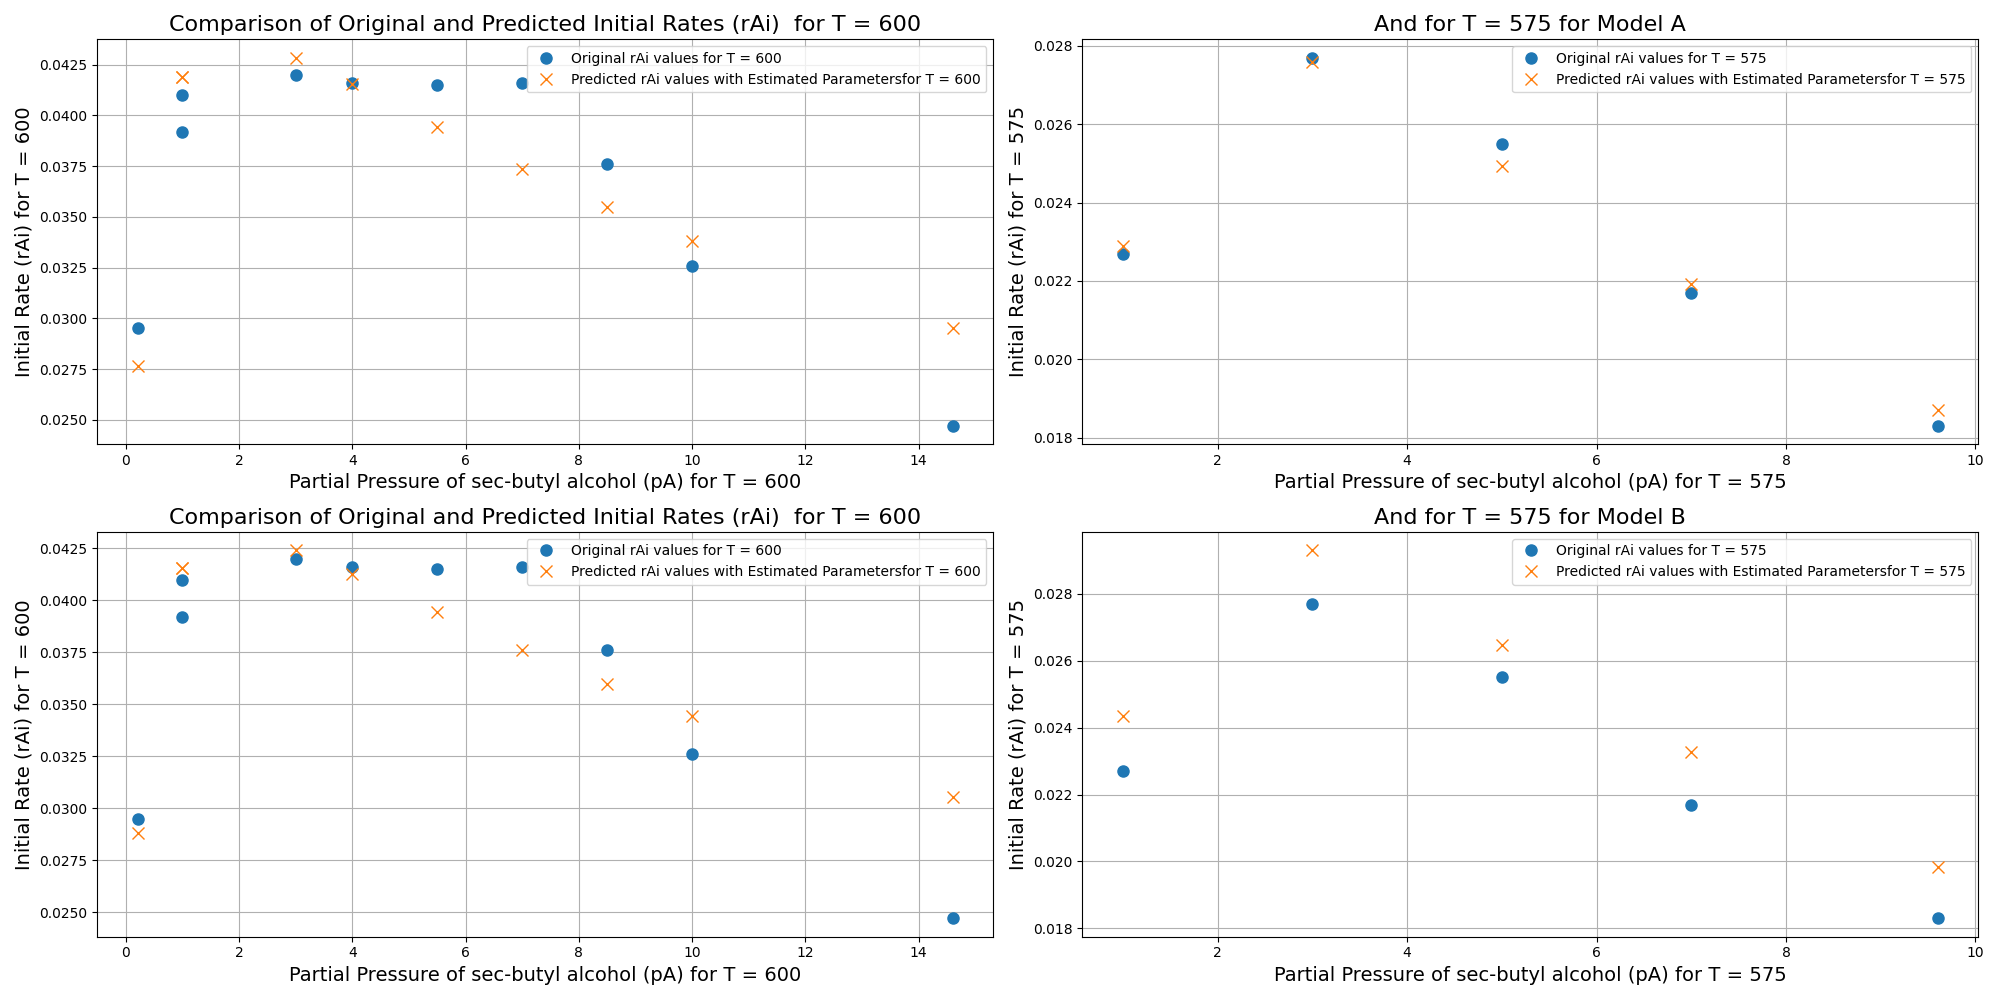 Comparison of Original and Predicted Initial Rates (rAi)  for T = 600
Initial Rate (rAi) for T = 600
0.0425
0.0400
0.0375
0.0350
0.0325
0.0300
0.0275
0.0250
Original rAi values for T = 600
Predicted rAi values with Estimated Parametersfor T = 600
0 2 4 6 8 10 12 14
Partial Pressure of sec-butyl alcohol (pA) for T = 600
And for T = 575 for Model A
Initial Rate (rAi) for T = 575
0.028
0.026
0.024
0.022
0.020
0.018
Original rAi values for T = 575
Predicted rAi values with Estimated Parametersfor T = 575
2 4 6 8 10
Partial Pressure of sec-butyl alcohol (pA) for T = 575
Comparison of Original and Predicted Initial Rates (rAi)  for T = 600
Initial Rate (rAi) for T = 600
0.0425
0.0400
0.0375
0.0350
0.0325
0.0300
0.0275
0.0250
Original rAi values for T = 600
Predicted rAi values with Estimated Parametersfor T = 600
0 2 4 6 8 10 12 14
Partial Pressure of sec-butyl alcohol (pA) for T = 600
And for T = 575 for Model B
Initial Rate (rAi) for T = 575
0.028
0.026
0.024
0.022
0.020
0.018
Original rAi values for T = 575
Predicted rAi values with Estimated Parametersfor T = 575
2 4 6 8 10
Partial Pressure of sec-butyl alcohol (pA) for T = 575